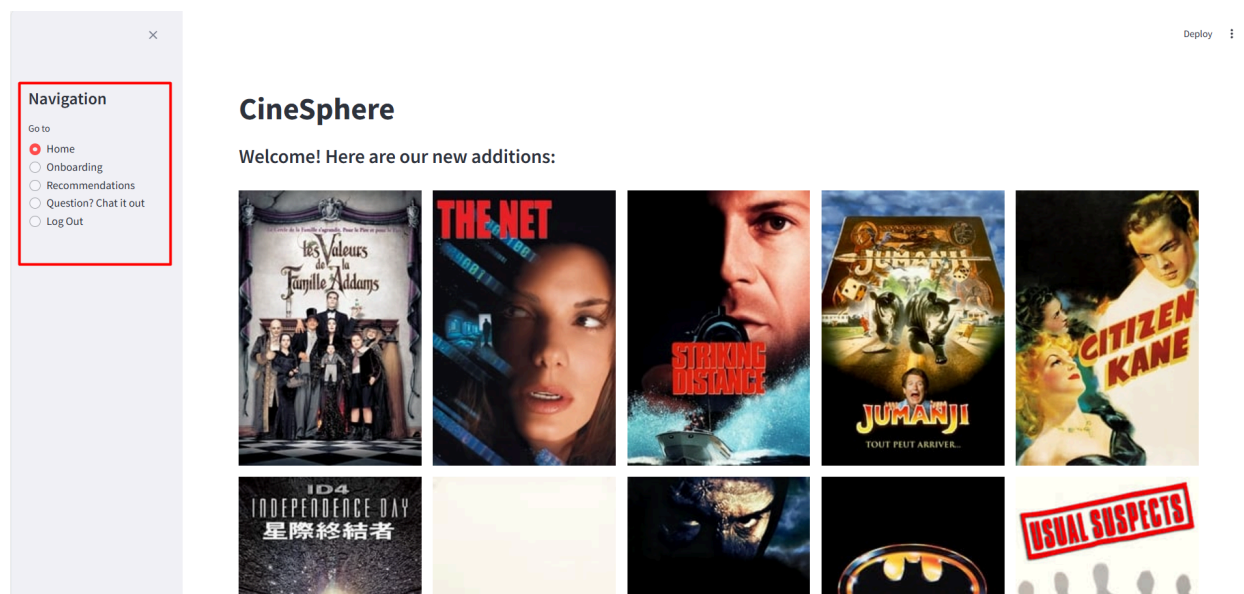 Deploy
Navigation
Go to
Home
Onboarding
Recommendations
Question? Chat it out
Log Out
CineSphere
Welcome! Here are our new additions:
les Valeurs
de la
Famille Addams
THE NET
STRIKING
DISTANCE
JUMANJI
JUMANJI
TOUT PEUT ARRIVER...
CITIZEN
KANE
ID4
INDEPENDENCE DAY
星際終結者
USUAL SUSPECTS